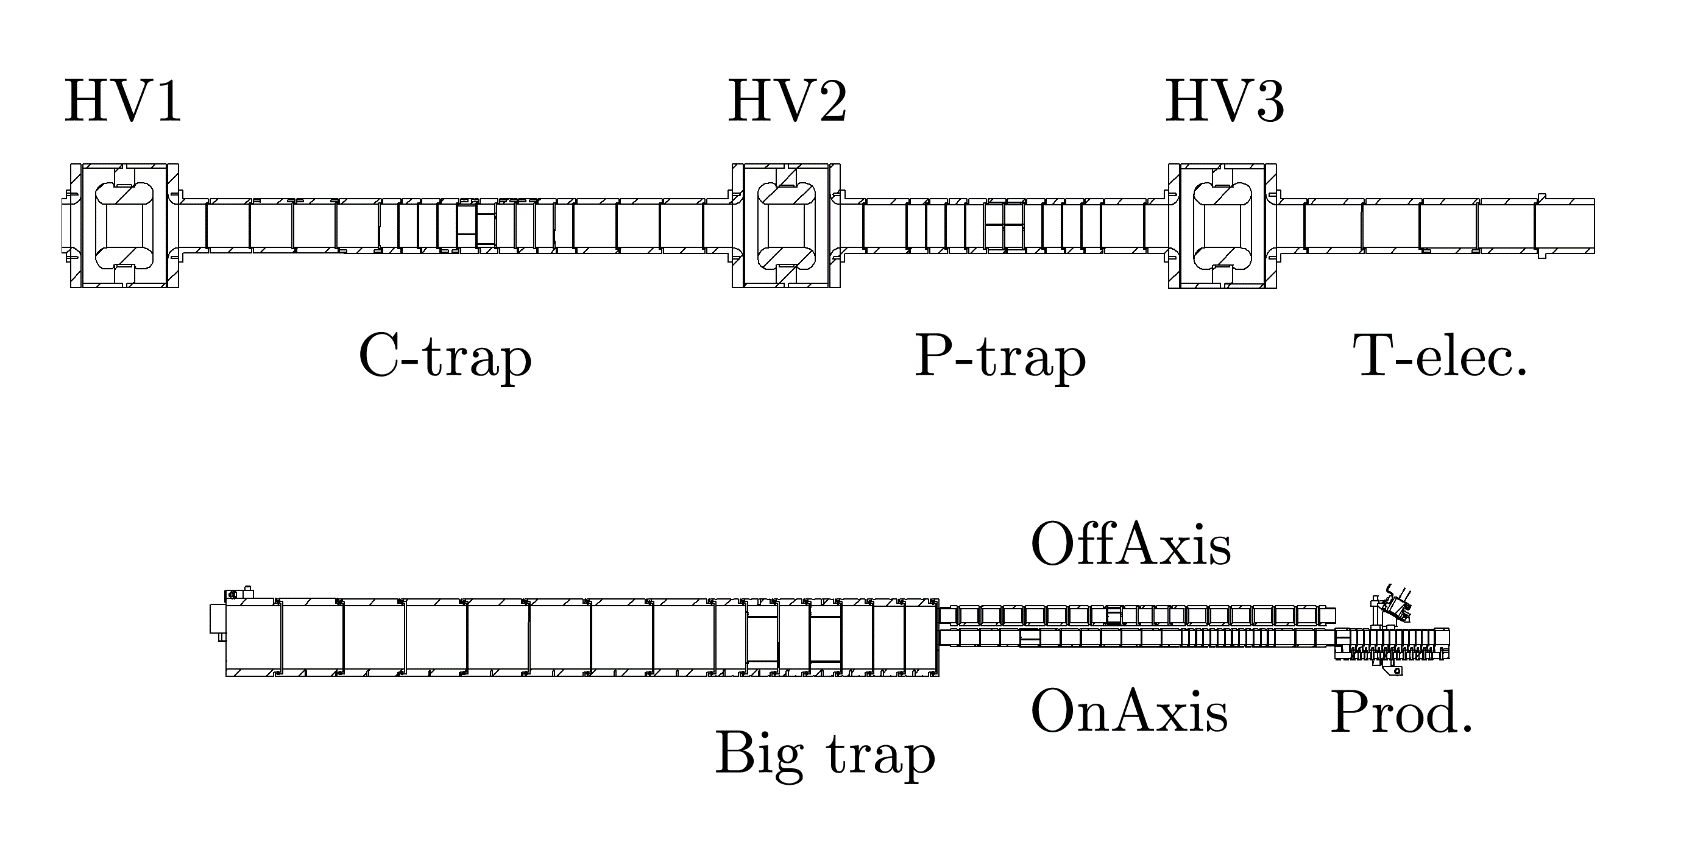 HV1 HV2 HV3
C-trap P-trap T-elec.
OffAxis
OnAxis Prod.
Big trap